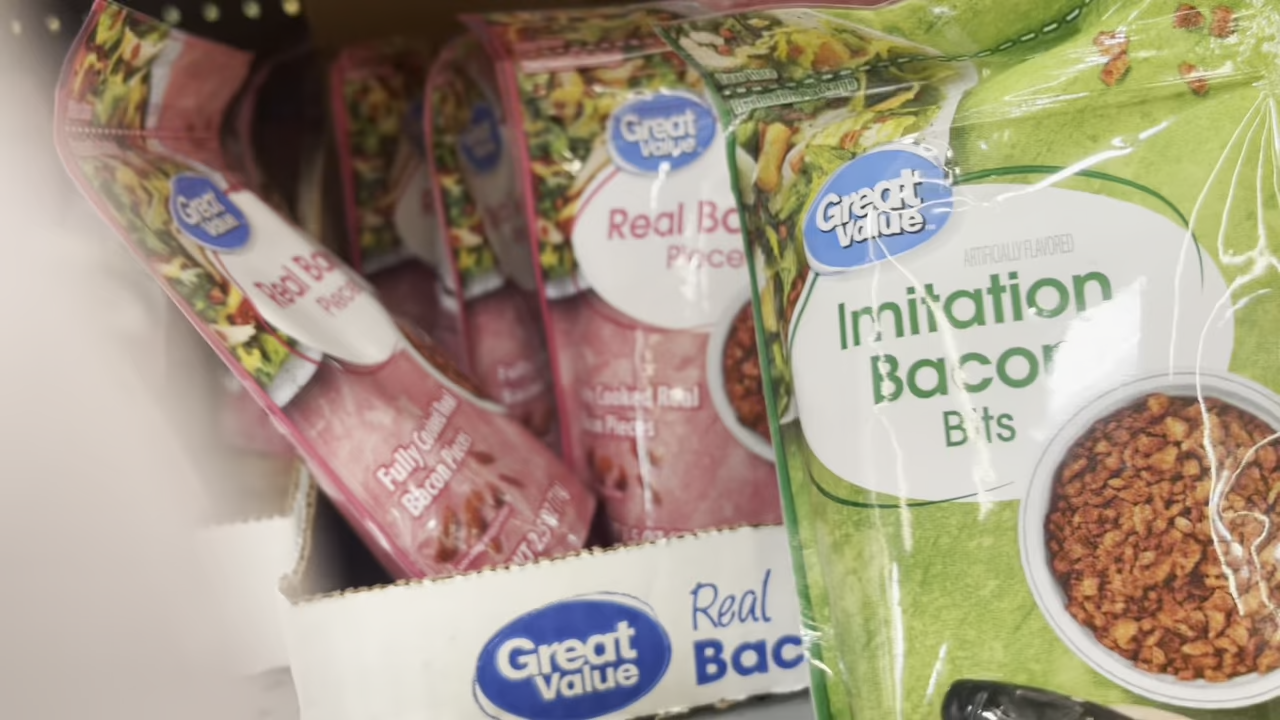 Great
Value
Real Ba
Piece
Fully Cooked Real
Bacon Pieces
Great
Value
Real Ba
Piece
Cooked Real
Pieces
Great
Value
ARTIFICIALLY FLAVORED
Imitation
Bacon
Bits
Great
Value
Real
Bac